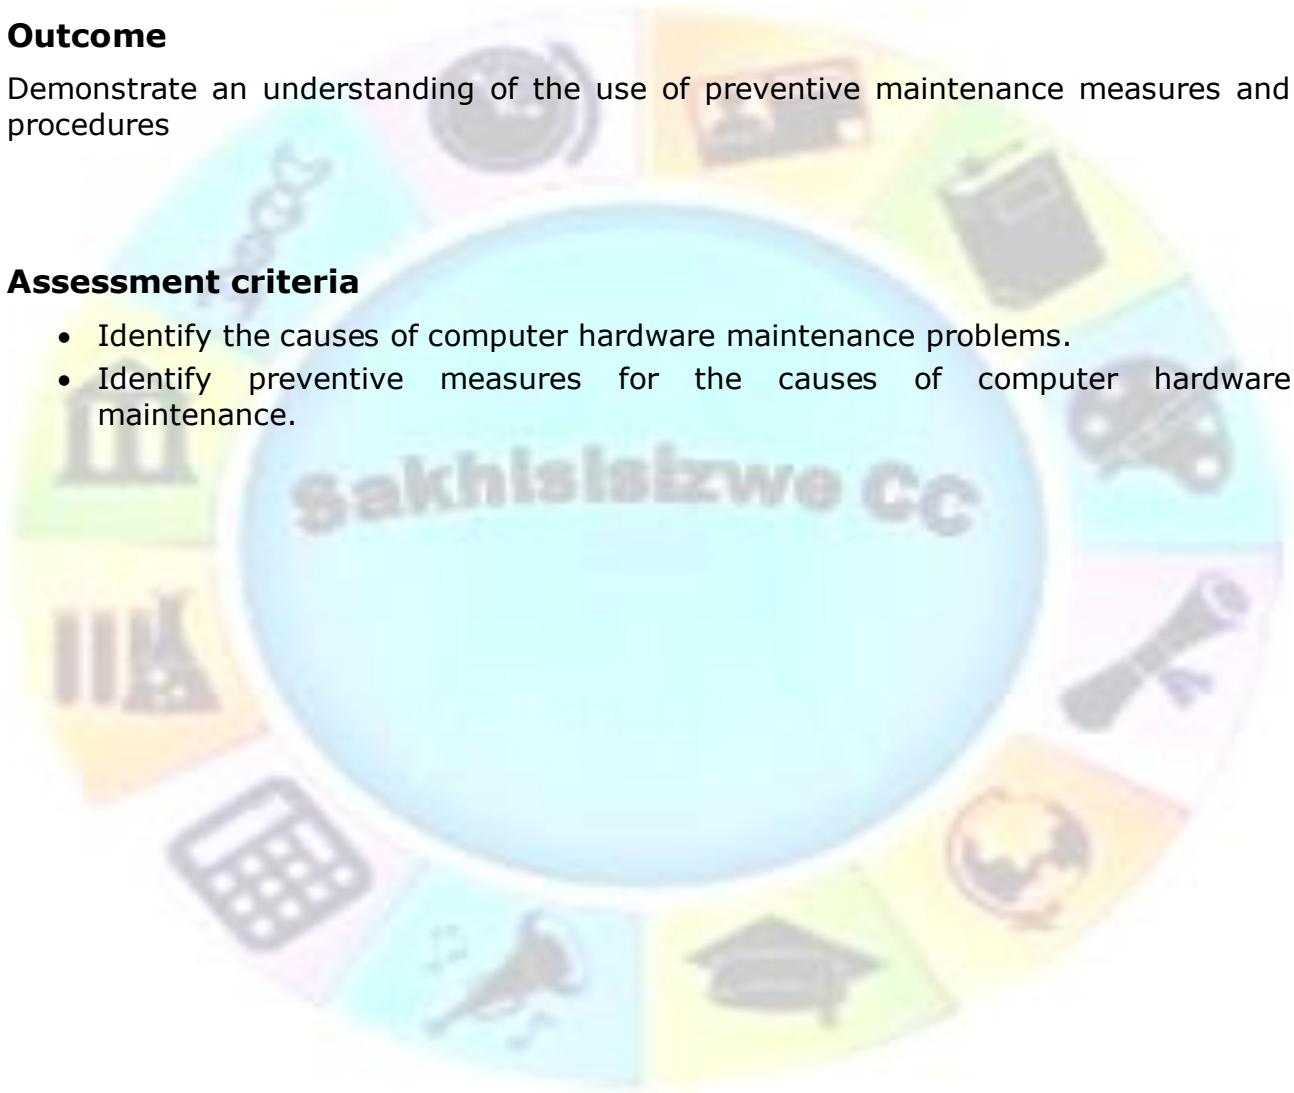 Outcome
Demonstrate an understanding of the use of preventive maintenance measures and
procedures
Assessment criteria
• Identify the causes of computer hardware maintenance problems.
• Identify preventive measures for the causes of computer hardware
maintenance.
Sakhisisizwe Cc